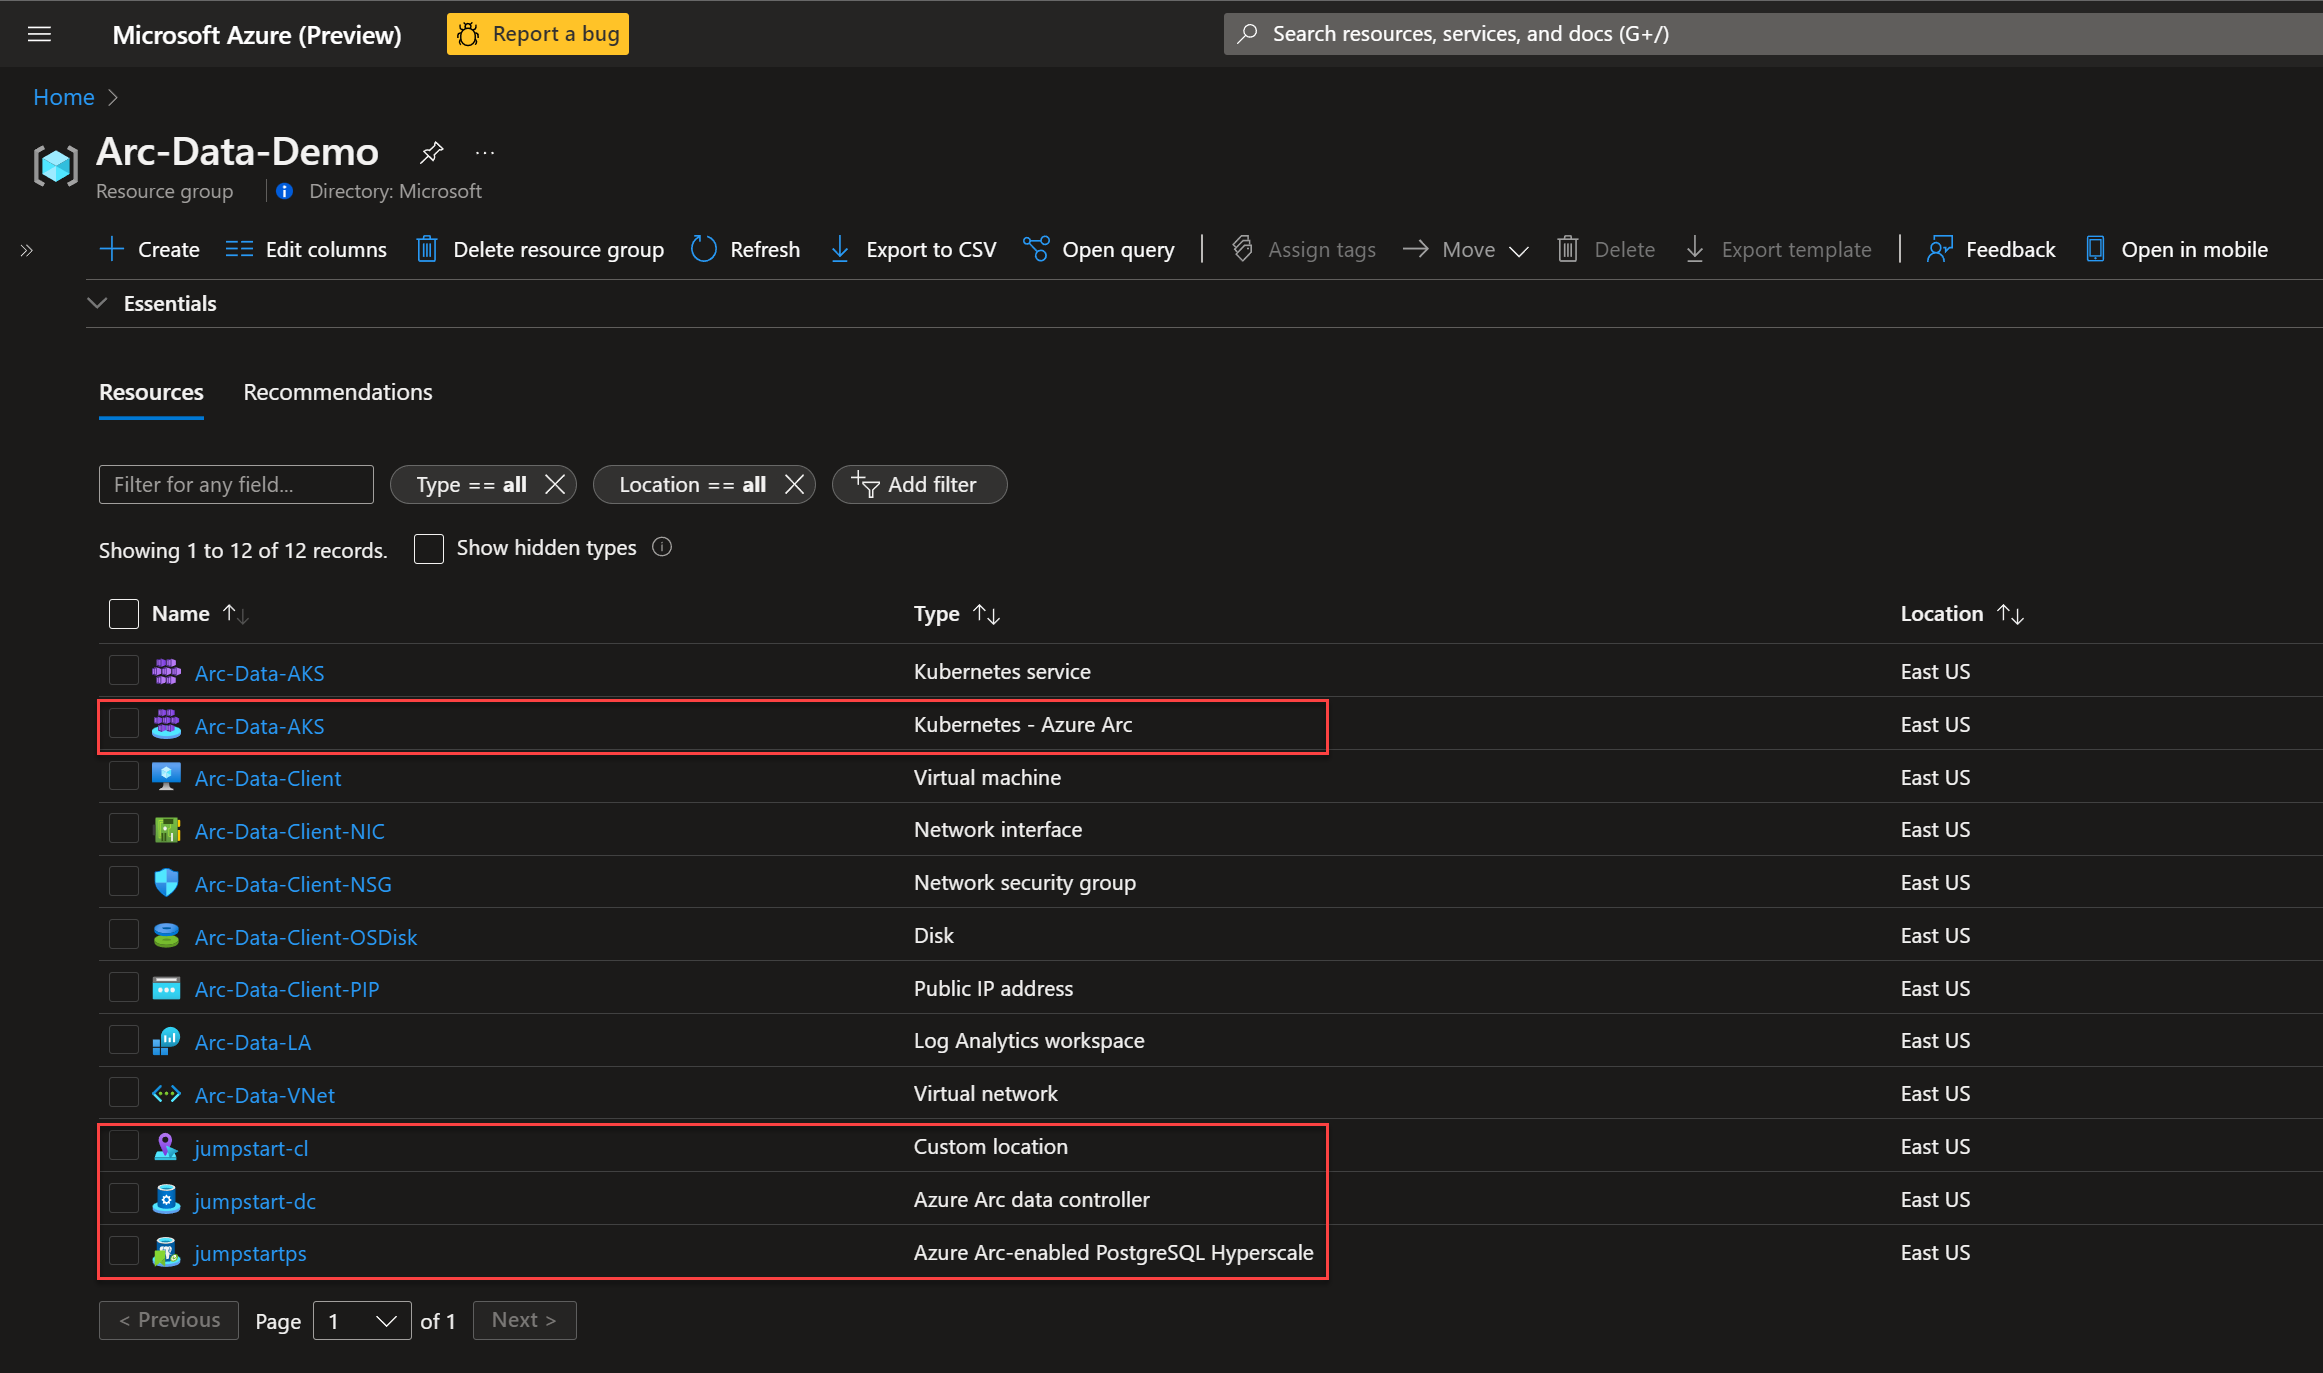 Microsoft Azure (Preview) Report a bug Search resources, services, and docs (G+/)
Home
Arc-Data-Demo ...
Resource group Directory: Microsoft
Create Edit columns Delete resource group Refresh Export to CSV Open query Assign tags Move Delete Export template Feedback Open in mobile
Essentials
Resources Recommendations
Filter for any field... Type == all Location == all Add filter
Showing 1 to 12 of 12 records. Show hidden types
Name Type Location
Arc-Data-AKS Kubernetes service East US
Arc-Data-AKS Kubernetes - Azure Arc East US
Arc-Data-Client Virtual machine East US
Arc-Data-Client-NIC Network interface East US
Arc-Data-Client-NSG Network security group East US
Arc-Data-Client-OSDisk Disk East US
Arc-Data-Client-PIP Public IP address East US
Arc-Data-LA Log Analytics workspace East US
Arc-Data-VNet Virtual network East US
jumpstart-cl Custom location East US
jumpstart-dc Azure Arc data controller East US
jumpstartps Azure Arc-enabled PostgreSQL Hyperscale East US
< Previous Page 1 of 1 Next >